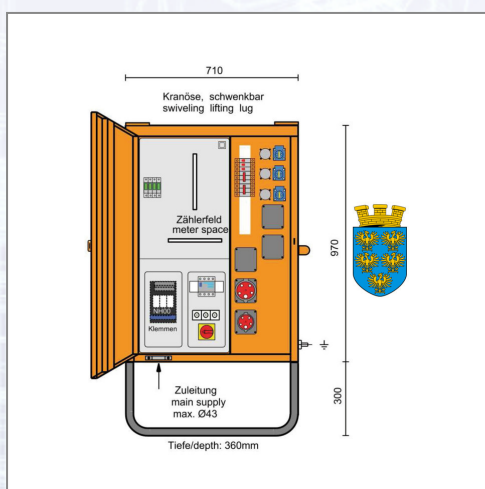 710
Kranöse, schwenkbar
swiveling lifting lug
Zählerfeld
meter space
970
NH00
Klemmen
Zuleitung
main supply
max. Ø43
300
Tiefe/depth: 360mm